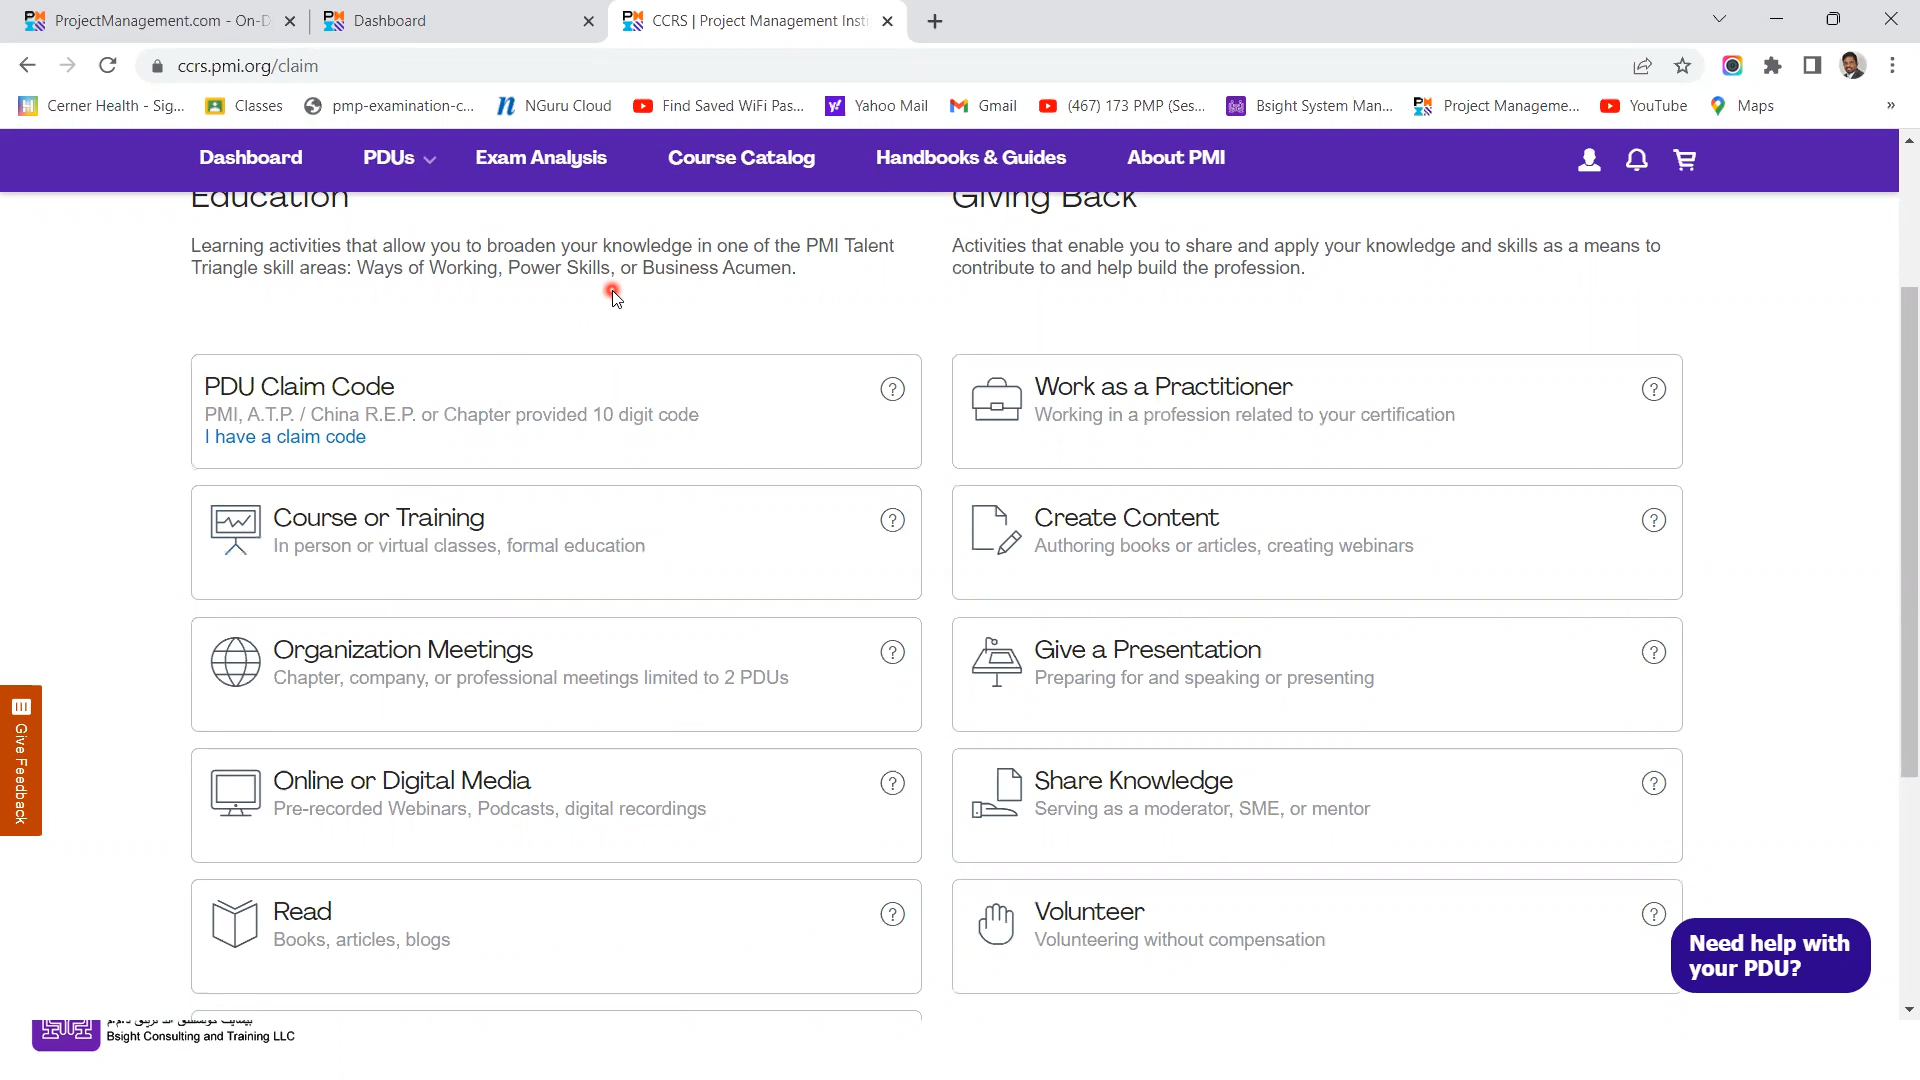 ProjectManagement.com - On-D
Dashboard
CCRS | Project Management Insti
ccrs.pmi.org/claim
Cerner Health - Sig...
Classes
pmp-examination-c...
NGuru Cloud
Find Saved WiFi Pas...
Yahoo Mail
Gmail
(467) 173 PMP (Ses...
Bsight System Man...
Project Manageme...
YouTube
Maps
»
Dashboard
PDUs
Exam Analysis
Course Catalog
Handbooks & Guides
About PMI
Education
Learning activities that allow you to broaden your knowledge in one of the PMI Talent
Triangle skill areas: Ways of Working, Power Skills, or Business Acumen.
Giving Back
Activities that enable you to share and apply your knowledge and skills as a means to
contribute to and help build the profession.
PDU Claim Code
PMI, A.T.P. / China R.E.P. or Chapter provided 10 digit code
I have a claim code
?
Work as a Practitioner
Working in a profession related to your certification
?
Course or Training
In person or virtual classes, formal education
?
Create Content
Authoring books or articles, creating webinars
?
Organization Meetings
Chapter, company, or professional meetings limited to 2 PDUs
?
Give a Presentation
Preparing for and speaking or presenting
?
Online or Digital Media
Pre-recorded Webinars, Podcasts, digital recordings
?
Share Knowledge
Serving as a moderator, SME, or mentor
?
Read
Books, articles, blogs
?
Volunteer
Volunteering without compensation
?
Give Feedback
Need help with
your PDU?
Bsight Consulting and Training LLC